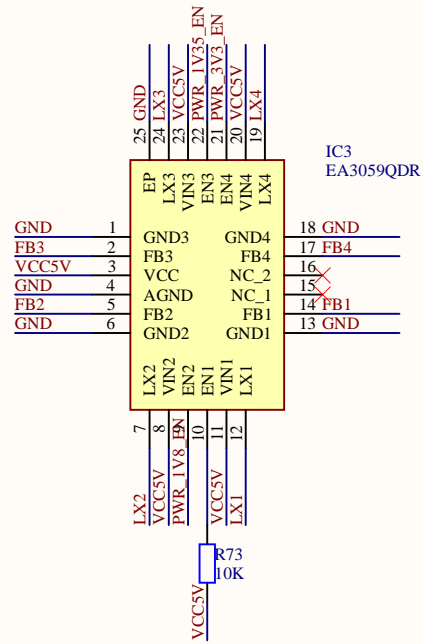 GND
LX3
VCC5V
PWR_1V35_EN
PWR_3V3_EN
VCC5V
LX4
25
24
23
22
21
20
19
IC3
EA3059QDR
EP
LX3
VIN3
EN3
EN4
VIN4
LX4
GND 1 GND3 GND4 18 GND
FB3 2 FB3 FB4 17 FB4
VCC5V 3 VCC NC_2 16
GND 4 AGND NC_1 15
FB2 5 FB2 FB1 14 FB1
GND 6 GND2 GND1 13 GND
LX2
VIN2
EN2
EN1
VIN1
LX1
7
8
9
10
11
12
LX2
VCC5V
PWR_1V8_EN
VCC5V
LX1
R73
10K
VCC5V